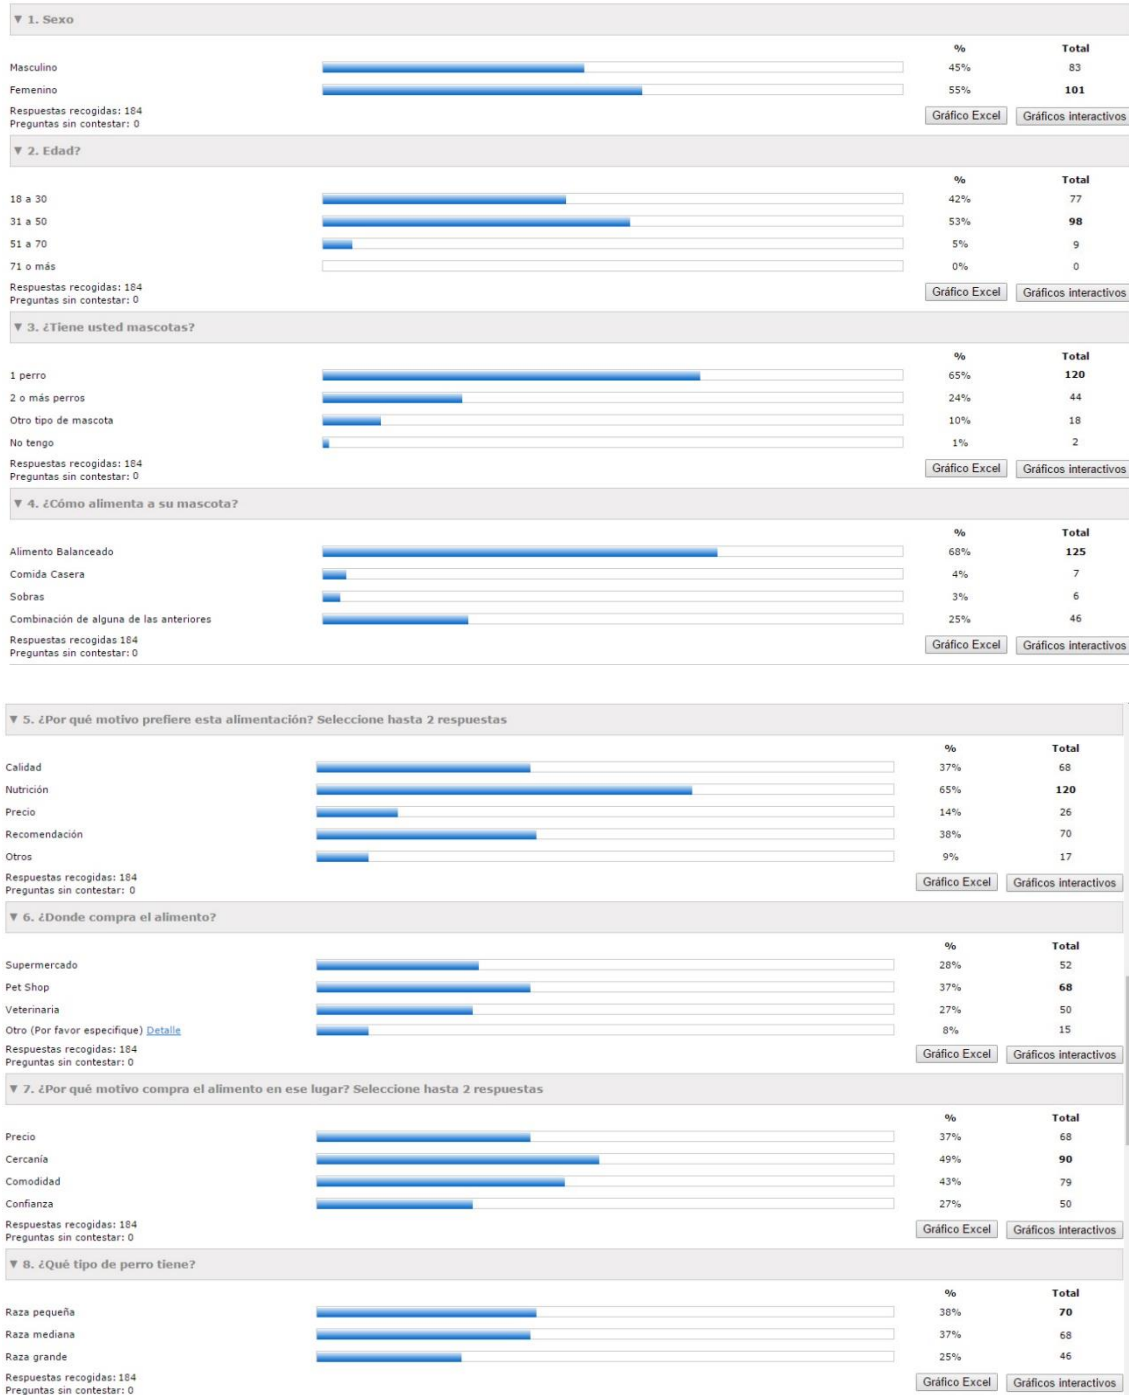 ▼ 1. Sexo
% Total
Masculino 45% 83
Femenino 55% 101
Respuestas recogidas: 184
Preguntas sin contestar: 0
Gráfico Excel Gráficos interactivos
▼ 2. Edad?
% Total
18 a 30 42% 77
31 a 50 53% 98
51 a 70 5% 9
71 o más 0% 0
Respuestas recogidas: 184
Preguntas sin contestar: 0
Gráfico Excel Gráficos interactivos
▼ 3. ¿Tiene usted mascotas?
% Total
1 perro 65% 120
2 o más perros 24% 44
Otro tipo de mascota 10% 18
No tengo 1% 2
Respuestas recogidas: 184
Preguntas sin contestar: 0
Gráfico Excel Gráficos interactivos
▼ 4. ¿Cómo alimenta a su mascota?
% Total
Alimento Balanceado 68% 125
Comida Casera 4% 7
Sobras 3% 6
Combinación de alguna de las anteriores 25% 46
Respuestas recogidas 184
Preguntas sin contestar: 0
Gráfico Excel Gráficos interactivos
▼ 5. ¿Por qué motivo prefiere esta alimentación? Seleccione hasta 2 respuestas
% Total
Calidad 37% 68
Nutrición 65% 120
Precio 14% 26
Recomendación 38% 70
Otros 9% 17
Respuestas recogidas: 184
Preguntas sin contestar: 0
Gráfico Excel Gráficos interactivos
▼ 6. ¿Donde compra el alimento?
% Total
Supermercado 28% 52
Pet Shop 37% 68
Veterinaria 27% 50
Otro (Por favor especifique) Detalle 8% 15
Respuestas recogidas: 184
Preguntas sin contestar: 0
Gráfico Excel Gráficos interactivos
▼ 7. ¿Por qué motivo compra el alimento en ese lugar? Seleccione hasta 2 respuestas
% Total
Precio 37% 68
Cercanía 49% 90
Comodidad 43% 79
Confianza 27% 50
Respuestas recogidas: 184
Preguntas sin contestar: 0
Gráfico Excel Gráficos interactivos
▼ 8. ¿Qué tipo de perro tiene?
% Total
Raza pequeña 38% 70
Raza mediana 37% 68
Raza grande 25% 46
Respuestas recogidas: 184
Preguntas sin contestar: 0
Gráfico Excel Gráficos interactivos